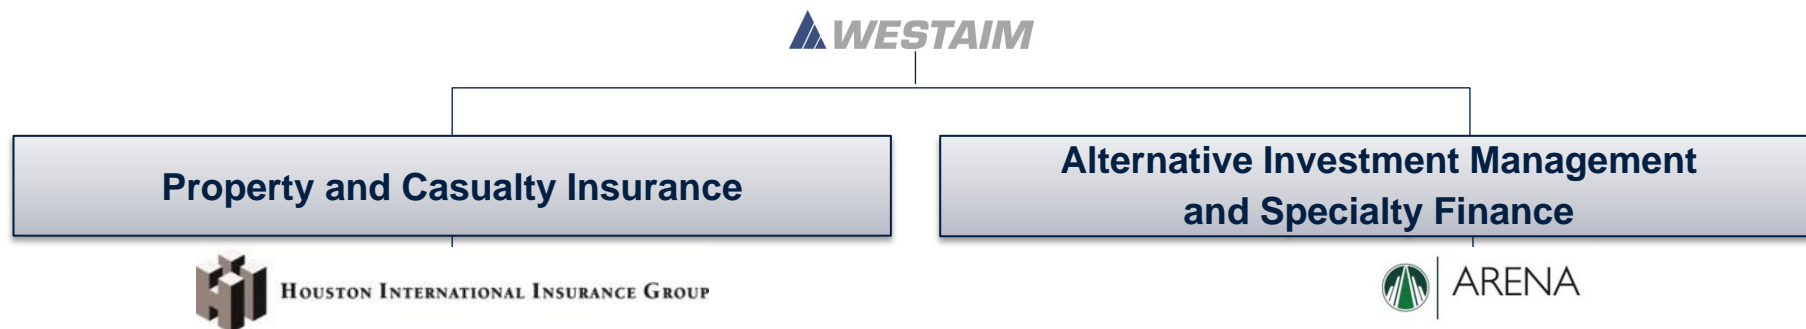 WESTAIM
Property and Casualty Insurance
Alternative Investment Management
and Specialty Finance
HOUSTON INTERNATIONAL INSURANCE GROUP
ARENA